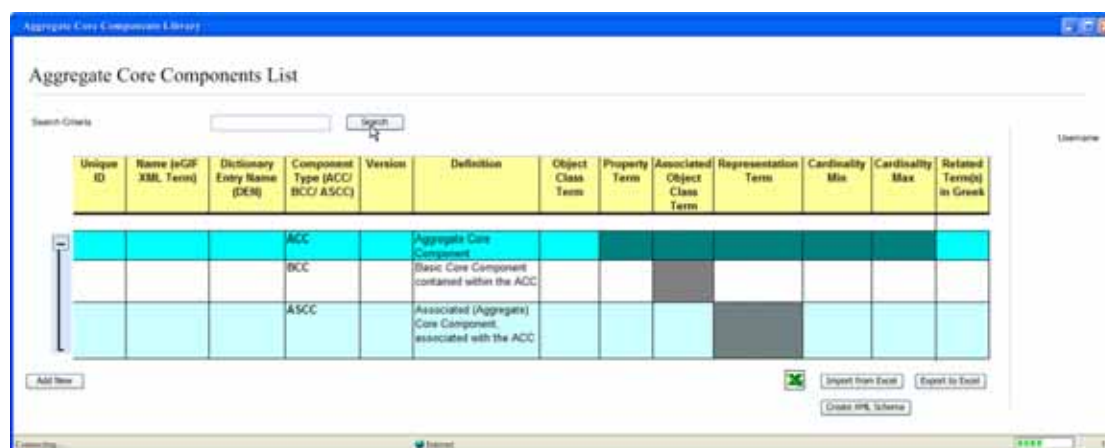 Aggregate Core Components Library
Aggregate Core Components List
Search Criteria
Search
Username
Unique ID
Name (eGIF XML Term)
Dictionary Entry Name (DEN)
Component Type (ACC/ BCC/ ASCC)
Version
Definition
Object Class Term
Property Term
Associated Object Class Term
Representation Term
Cardinality Min
Cardinality Max
Related Term(s) in Greek
ACC
Aggregate Core
Component
BCC
Basic Core Component
contained within the ACC
ASCC
Associated (Aggregate)
Core Component,
associated with the ACC
Add New
Import from Excel
Export to Excel
Create XML Schema
Connecting...
Internet